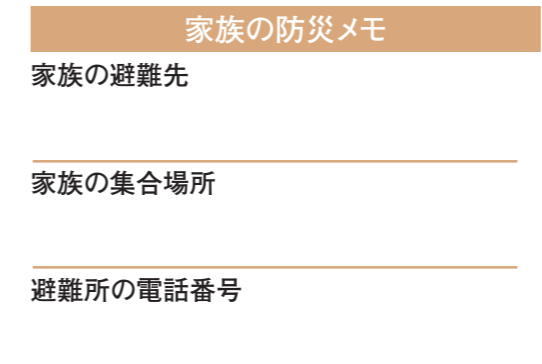 家族の防災メモ
家族の避難先
家族の集合場所
避難所の電話番号